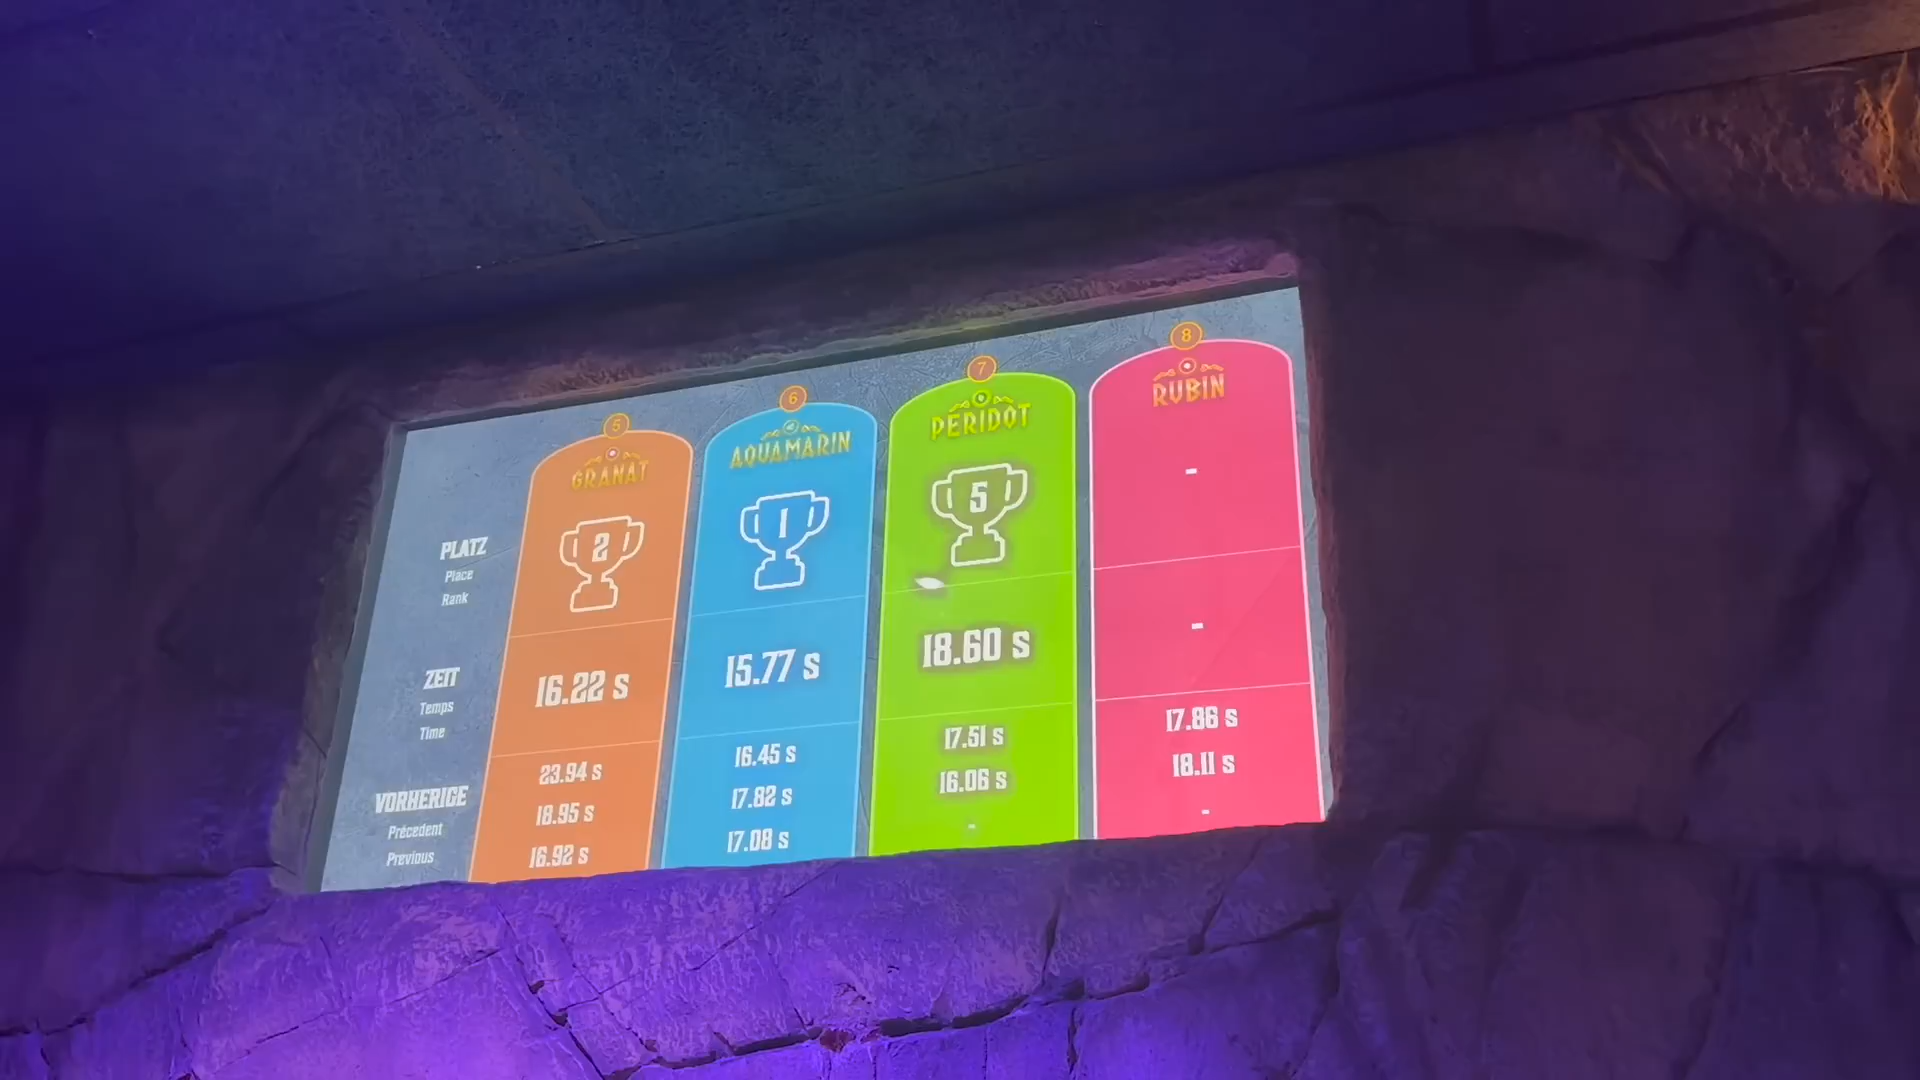 5
GRANAT
6
AQUAMARIN
7
PERIDOT
8
RUBIN
PLATZ
Place
Rank
2
1
5
-
ZEIT
Temps
Time
16.22 s
15.77 s
18.60 s
-
VORHERIGE
Précedent
Previous
23.94 s
18.95 s
16.92 s
16.45 s
17.82 s
17.08 s
17.51 s
16.06 s
-
17.86 s
18.11 s
-